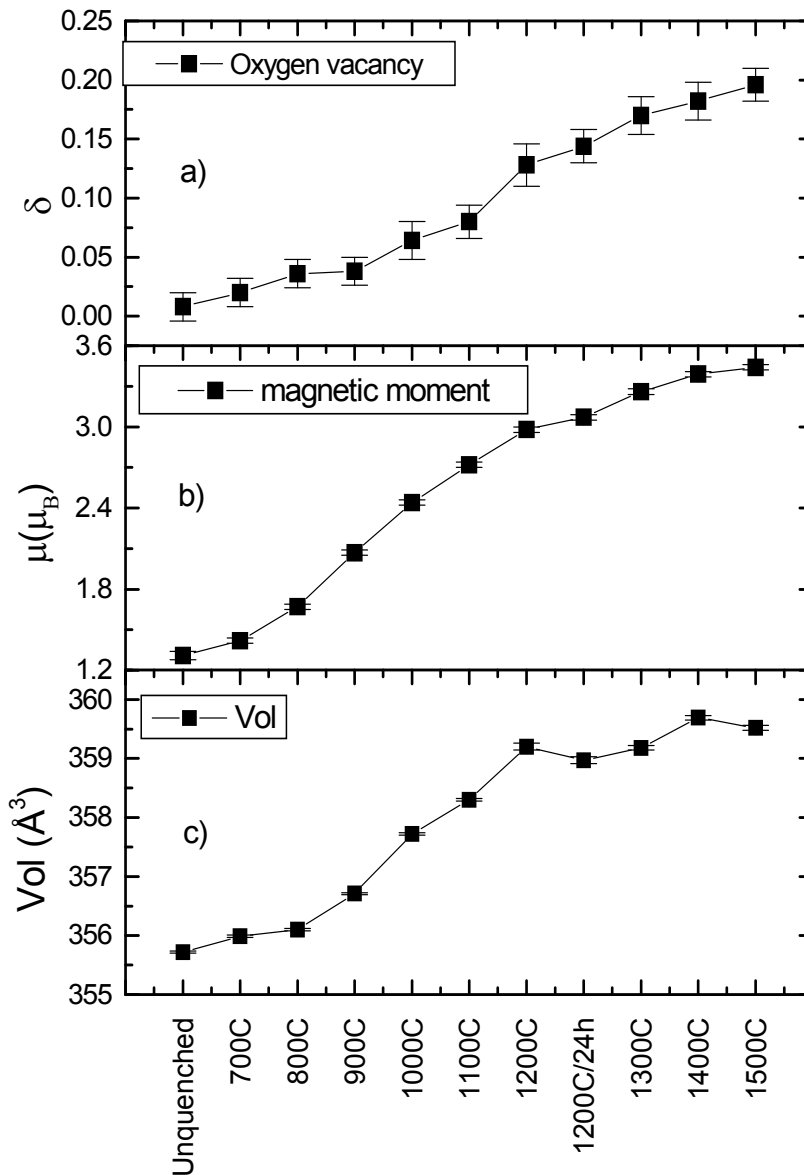 0.25
0.20
0.15
0.10
0.05
0.00
δ
Oxygen vacancy
a)
3.6
3.0
2.4
1.8
1.2
μ(μB)
magnetic moment
b)
360
359
358
357
356
355
Vol (Å³)
Vol
c)
Unquenched
700C
800C
900C
1000C
1100C
1200C
1200C/24h
1300C
1400C
1500C